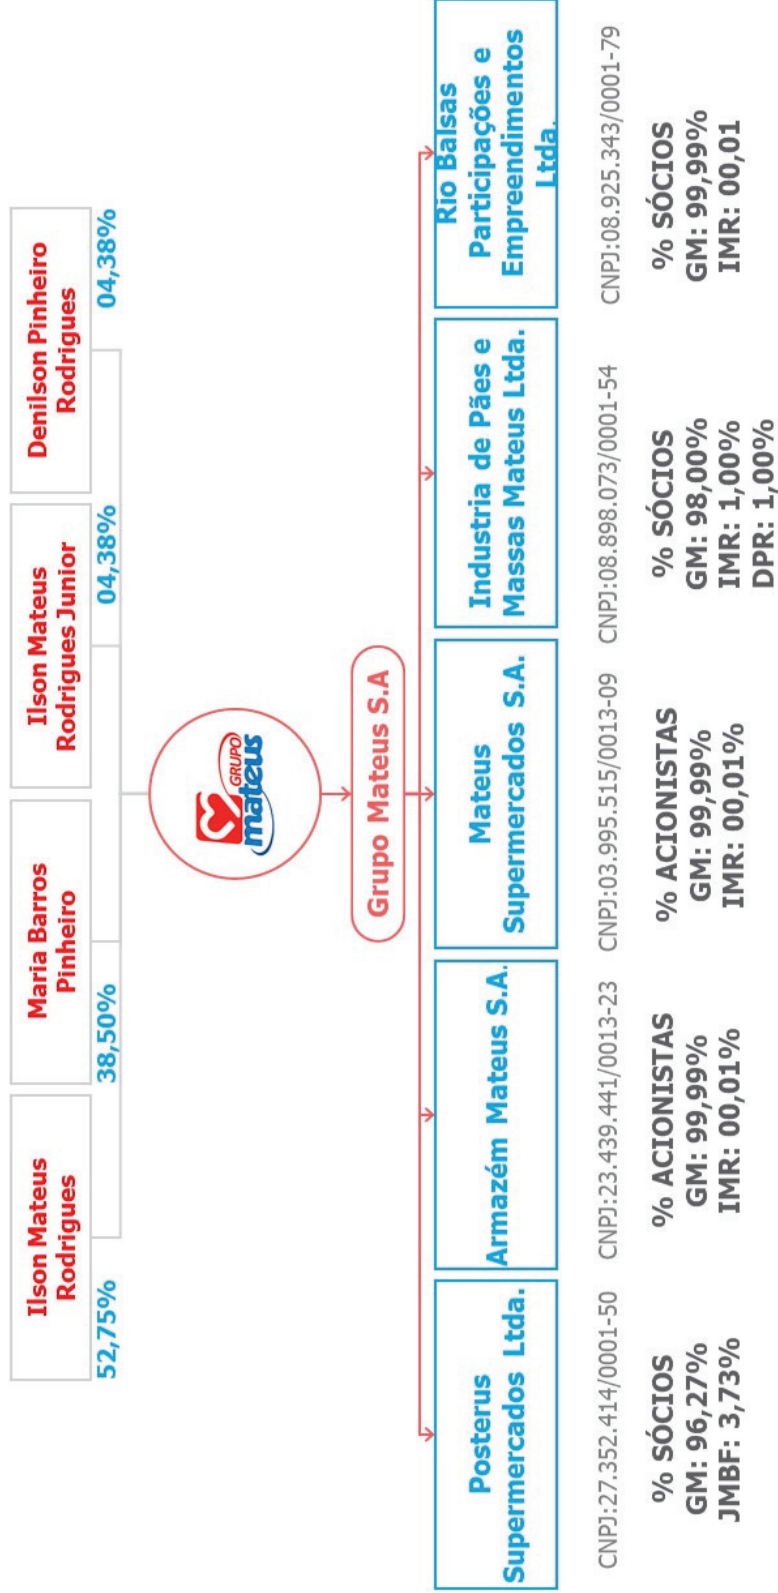 Ilson Mateus
Rodrigues
52,75%
Maria Barros
Pinheiro
38,50%
Ilson Mateus
Rodrigues Junior
04,38%
Denilson Pinheiro
Rodrigues
04,38%
GRUPO
mateus
Grupo Mateus S.A
Posterus
Supermercados Ltda.
CNPJ:27.352.414/0001-50
% SÓCIOS
GM: 96,27%
JMBF: 3,73%
Armazém Mateus S.A.
CNPJ:23.439.441/0013-23
% ACIONISTAS
GM: 99,99%
IMR: 00,01%
Mateus
Supermercados S.A.
CNPJ:03.995.515/0013-09
% ACIONISTAS
GM: 99,99%
IMR: 00,01%
Industria de Pães e
Massas Mateus Ltda.
CNPJ:08.898.073/0001-54
% SÓCIOS
GM: 98,00%
IMR: 1,00%
DPR: 1,00%
Rio Balsas
Participações e
Empreendimentos
Ltda.
CNPJ:08.925.343/0001-79
% SÓCIOS
GM: 99,99%
IMR: 00,01